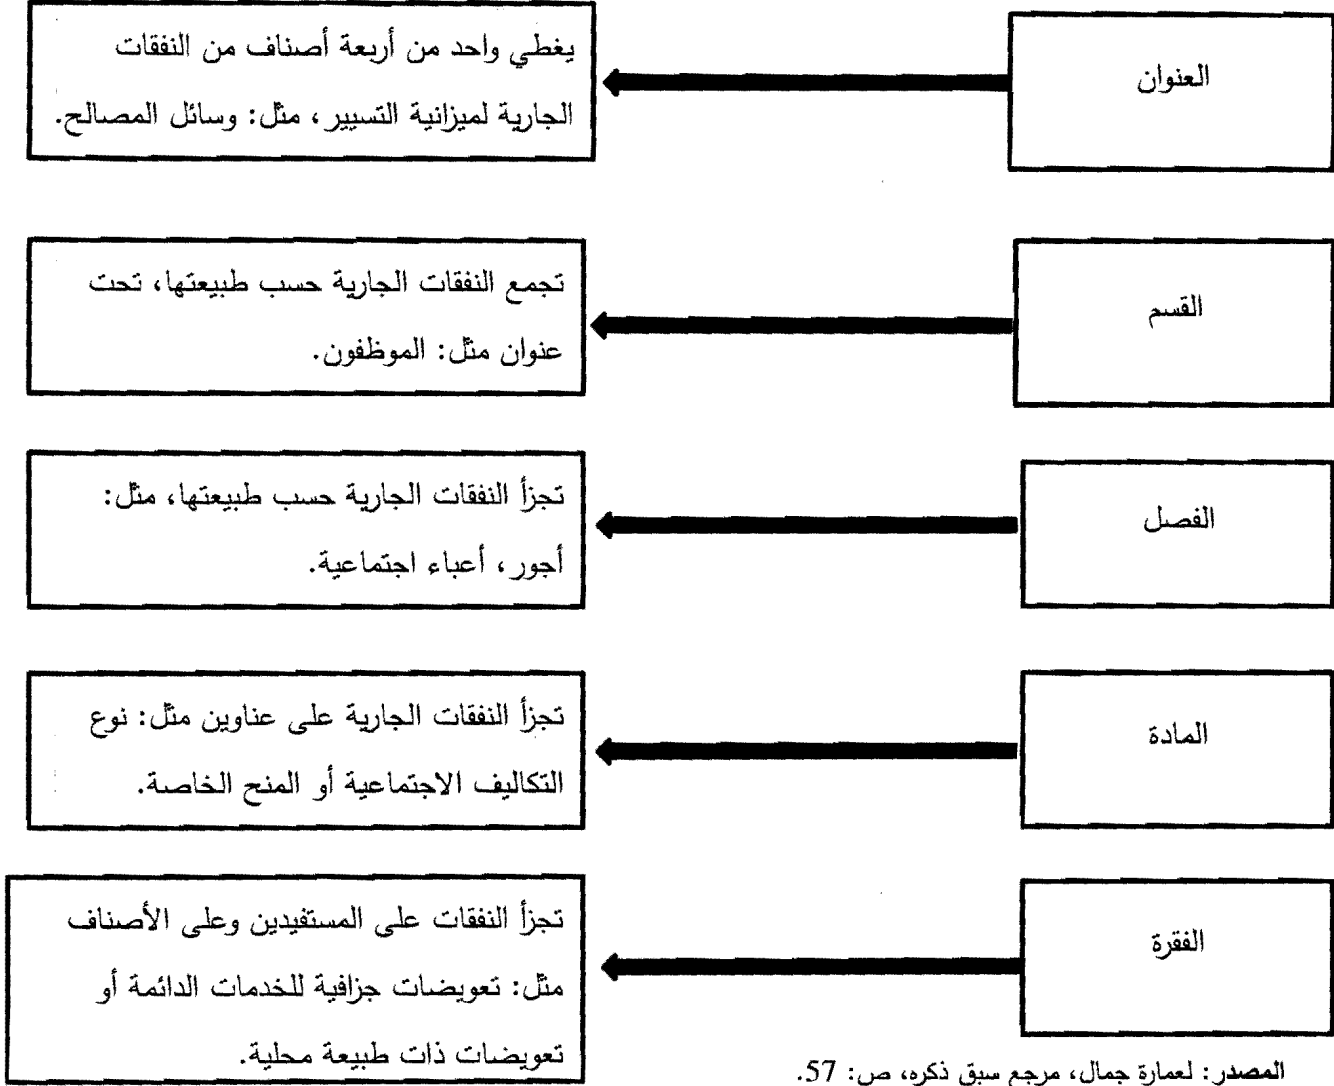 العنوان
يغطي واحد من أربعة أصناف من النفقات
الجارية لميزانية التسيير، مثل: وسائل المصالح.
القسم
تجمع النفقات الجارية حسب طبيعتها، تحت
عنوان مثل: الموظفون.
الفصل
تجزأ النفقات الجارية حسب طبيعتها، مثل:
أجور، أعباء اجتماعية.
المادة
تجزأ النفقات الجارية على عناوين مثل: نوع
التكاليف الاجتماعية أو المنح الخاصة.
الفقرة
تجزأ النفقات على المستفيدين وعلى الأصناف
مثل: تعويضات جزافية للخدمات الدائمة أو
تعويضات ذات طبيعة محلية.
المصدر: لعمارة جمال، مرجع سبق ذكره، ص: 57.